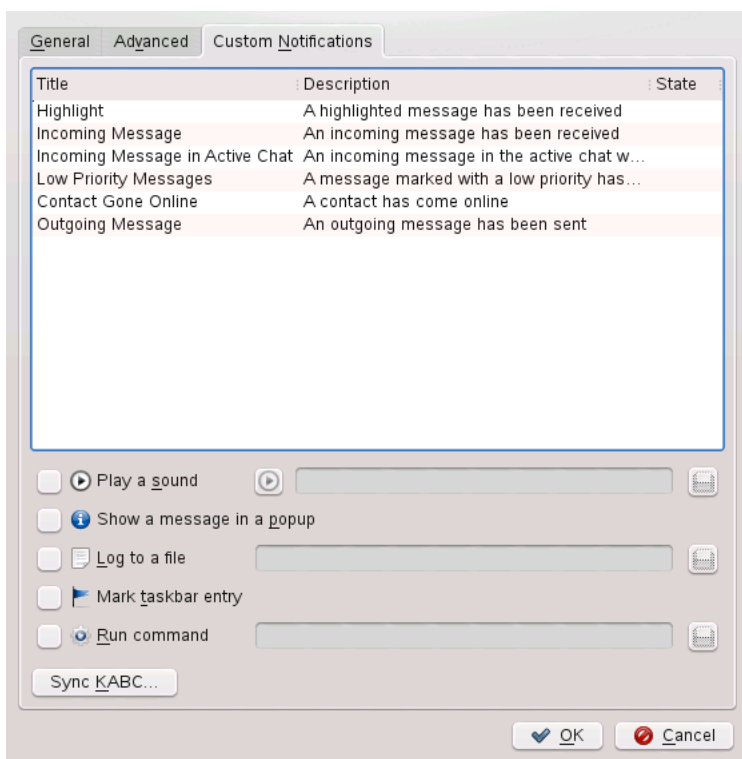 General Advanced Custom Notifications
Title Description State
Highlight A highlighted message has been received
Incoming Message An incoming message has been received
Incoming Message in Active Chat An incoming message in the active chat w...
Low Priority Messages A message marked with a low priority has...
Contact Gone Online A contact has come online
Outgoing Message An outgoing message has been sent
Play a sound
Show a message in a popup
Log to a file
Mark taskbar entry
Run command
Sync KABC...
OK Cancel